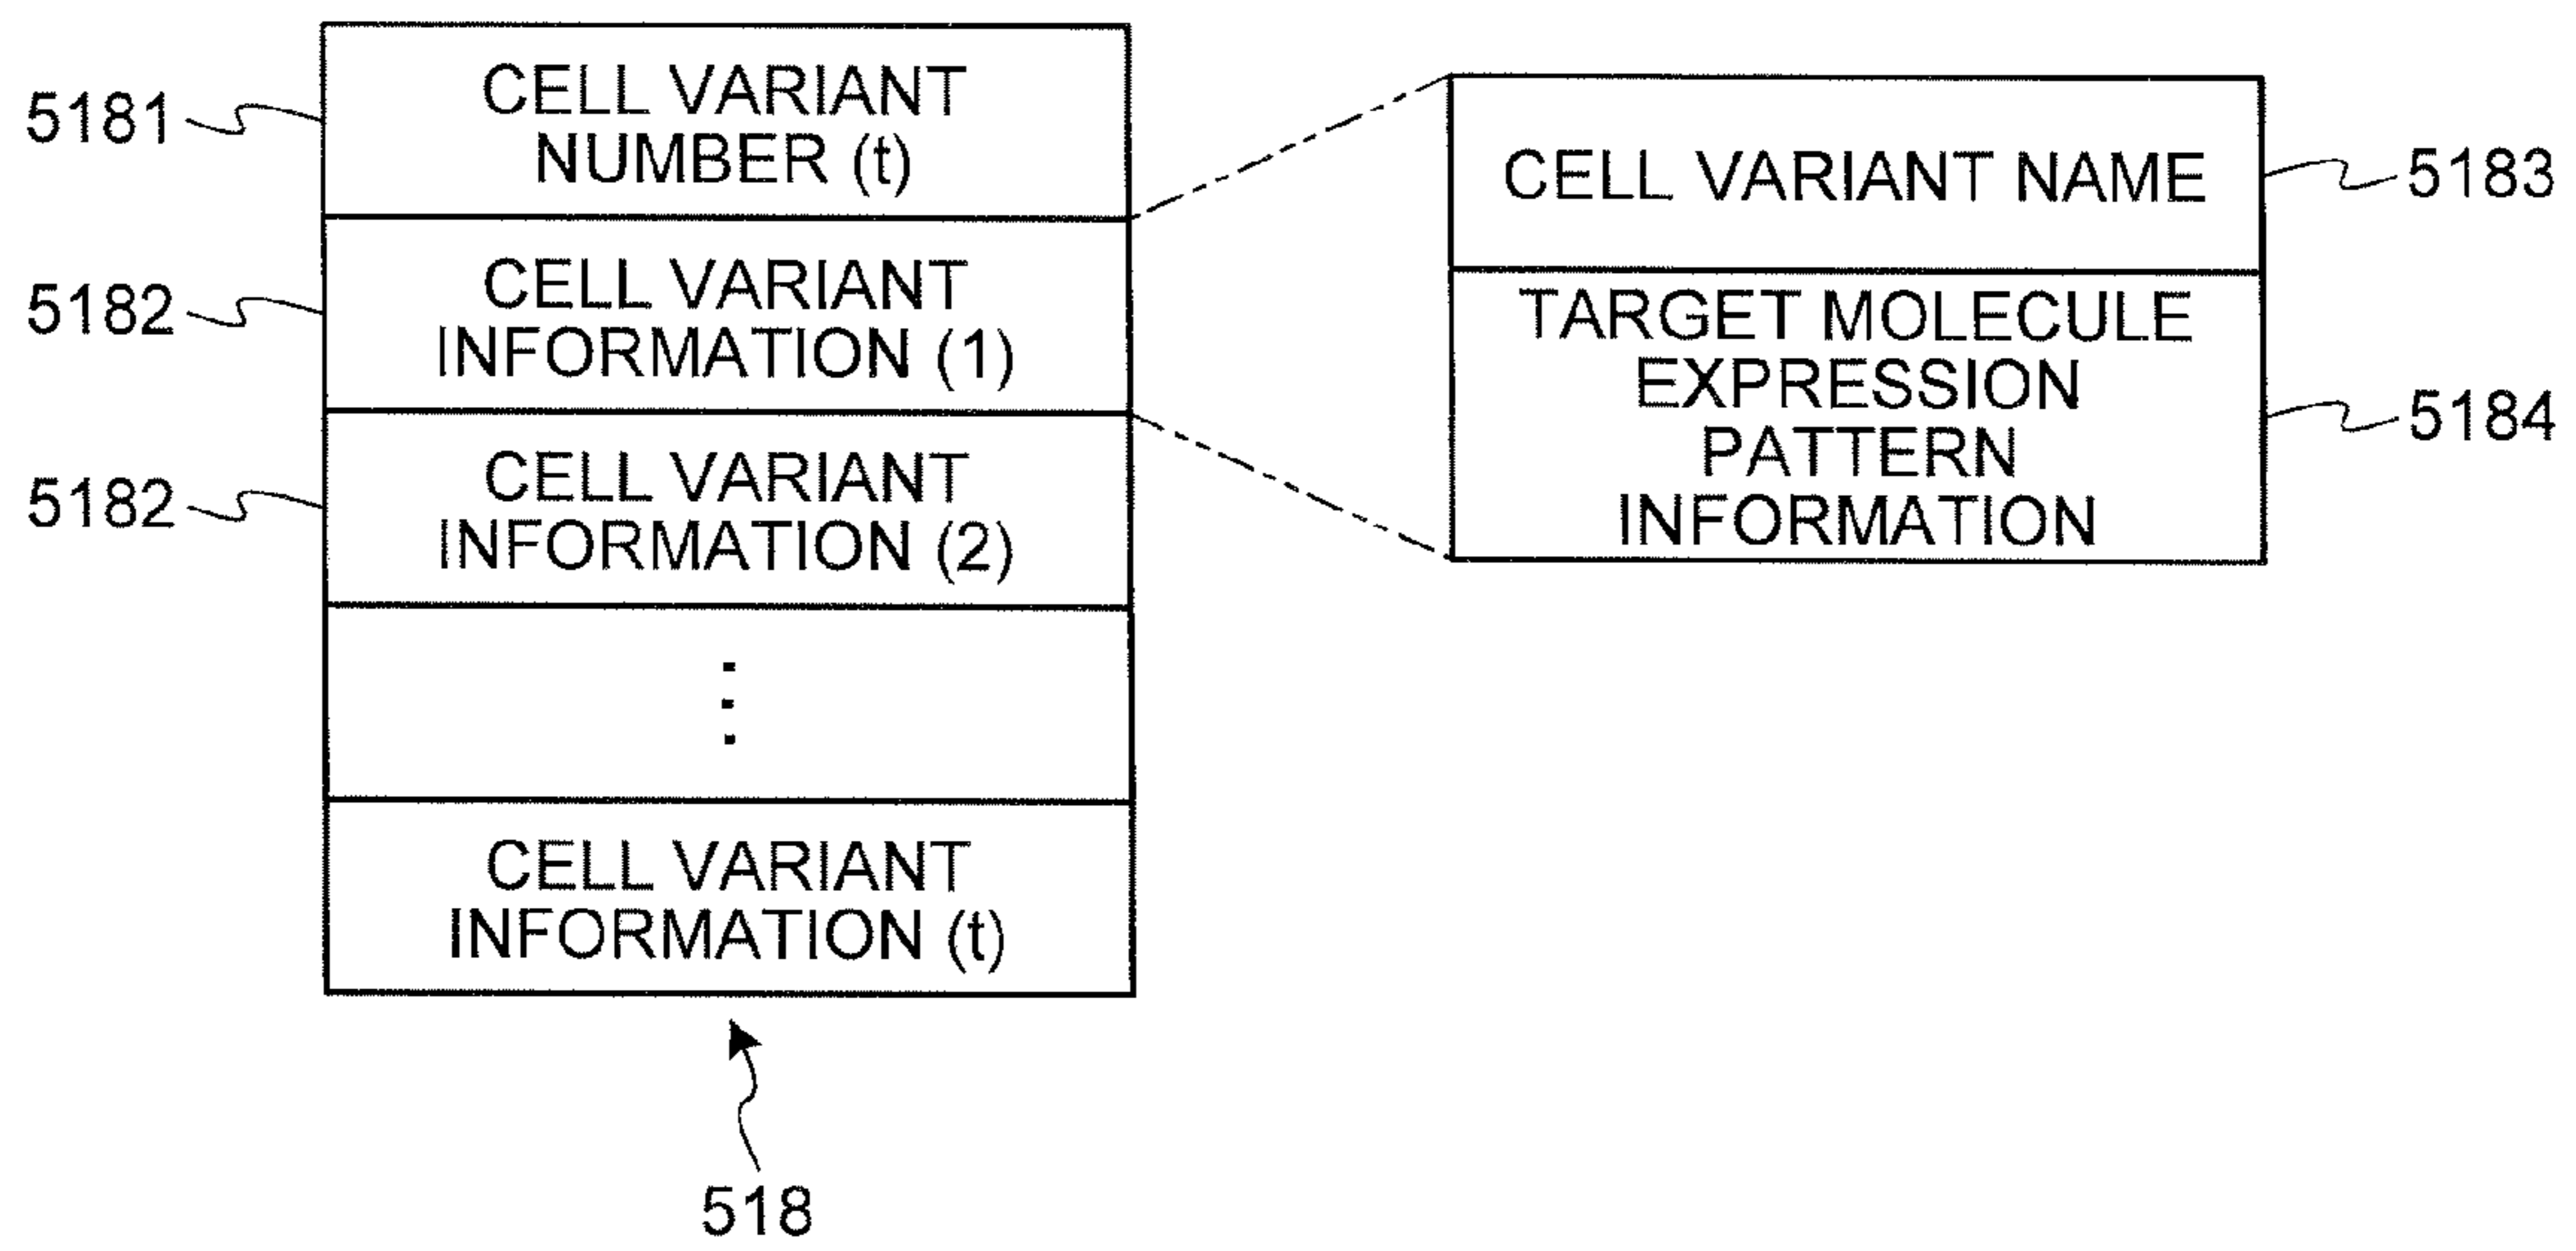 5181
CELL VARIANT
NUMBER (t)
5182
CELL VARIANT
INFORMATION (1)
5182
CELL VARIANT
INFORMATION (2)
CELL VARIANT
INFORMATION (t)
518
CELL VARIANT NAME
5183
TARGET MOLECULE
EXPRESSION
PATTERN
INFORMATION
5184